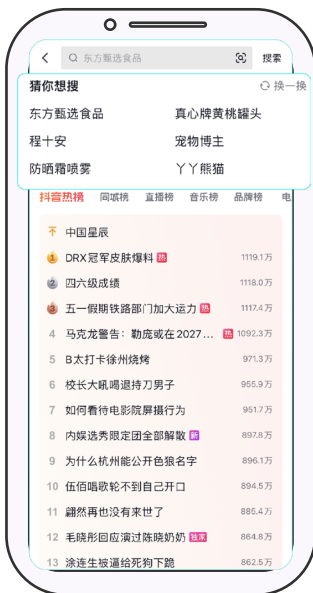 东方甄选食品 搜索
猜你想搜 换一换
东方甄选食品 真心牌黄桃罐头
程十安 宠物博主
防晒霜喷雾 丫丫熊猫
抖音热榜 同城榜 直播榜 音乐榜 品牌榜 电
中国星辰
1 DRX冠军皮肤爆料 热 1119.1万
2 四六级成绩 1118.0万
3 五一假期铁路部门加大运力 热 1117.4万
4 马克龙警告：勒庞或在2027... 热 1092.3万
5 B太打卡徐州烧烤 971.3万
6 校长大吼喝退持刀男子 955.9万
7 如何看待电影院屏摄行为 951.7万
8 内娱选秀限定团全部解散 新 897.8万
9 为什么杭州能公开色狼名字 896.1万
10 伍佰唱歌轮不到自己开口 894.5万
11 翩然再也没有来世了 885.4万
12 毛晓彤回应演过陈晓奶奶 独家 864.8万
13 涂连生被逼给死狗下跪 862.5万